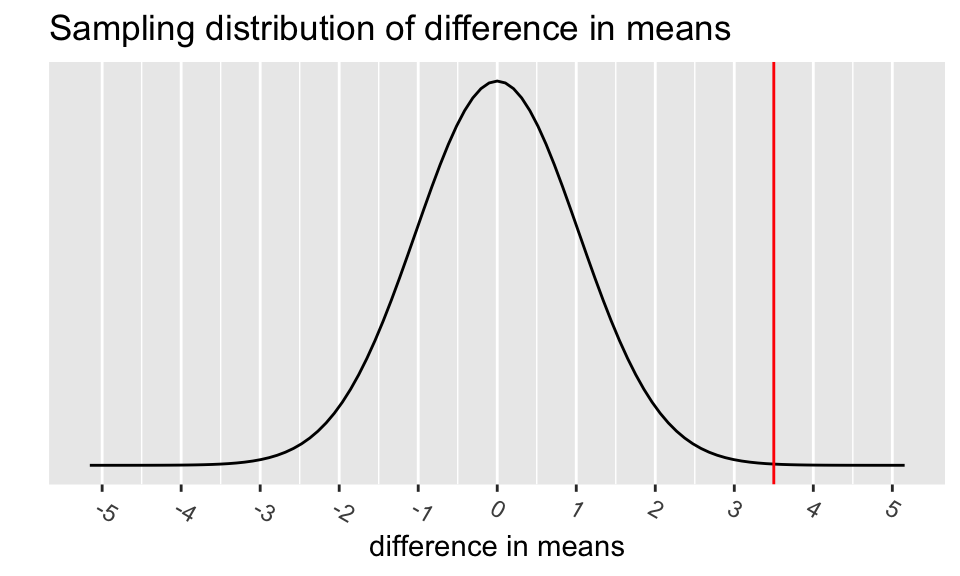 Sampling distribution of difference in means
-5 -4 -3 -2 -1 0 1 2 3 4 5
difference in means